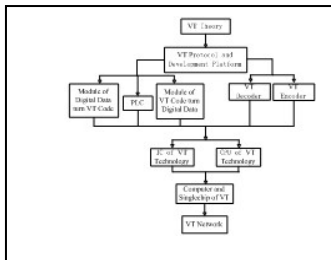 VT Theory
VT Protocol and
Development Platform
Module of
Digital Data
turn VT Code
PLC
Module of
VT Code turn
Digital Data
VT
Decoder
VT
Encoder
IC of VT
Technology
CPU of VT
Technology
Computer and
Singlechip of VT
VT Network